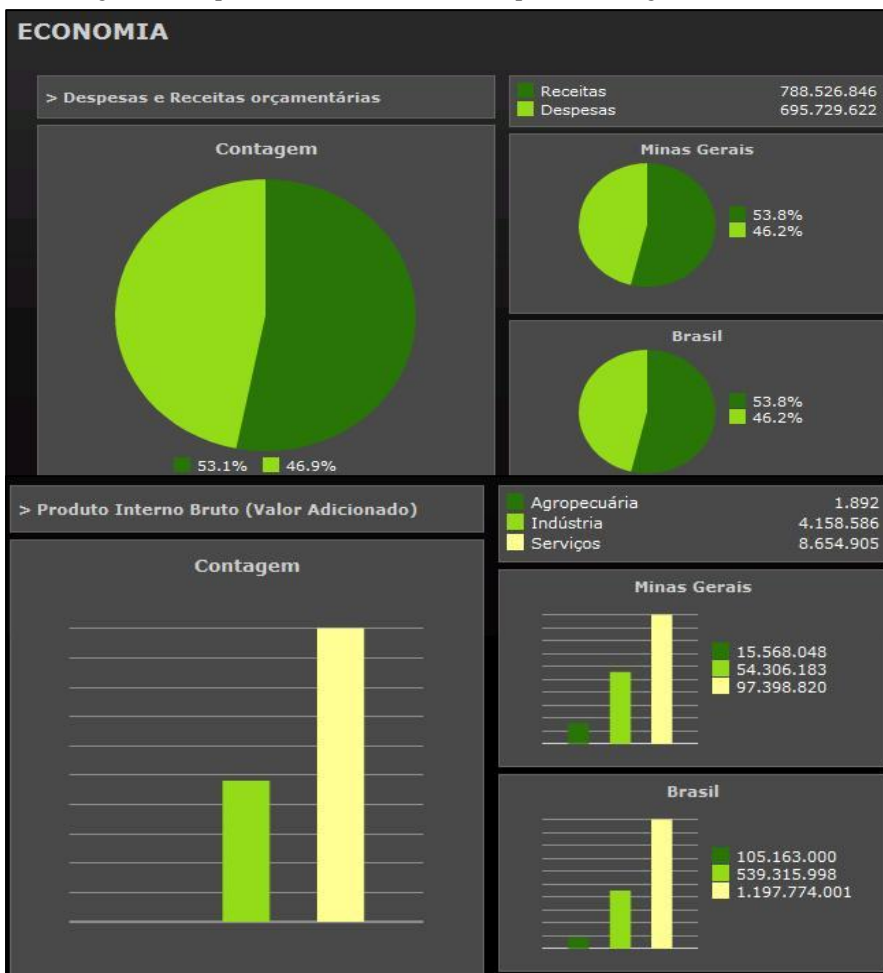 ECONOMIA
> Despesas e Receitas orçamentárias
Receitas 788.526.846
Despesas 695.729.622
Contagem
53.1% 46.9%
Minas Gerais
53.8%
46.2%
Brasil
53.8%
46.2%
> Produto Interno Bruto (Valor Adicionado)
Agropecuária 1.892
Indústria 4.158.586
Serviços 8.654.905
Contagem
Minas Gerais
15.568.048
54.306.183
97.398.820
Brasil
105.163.000
539.315.998
1.197.774.001